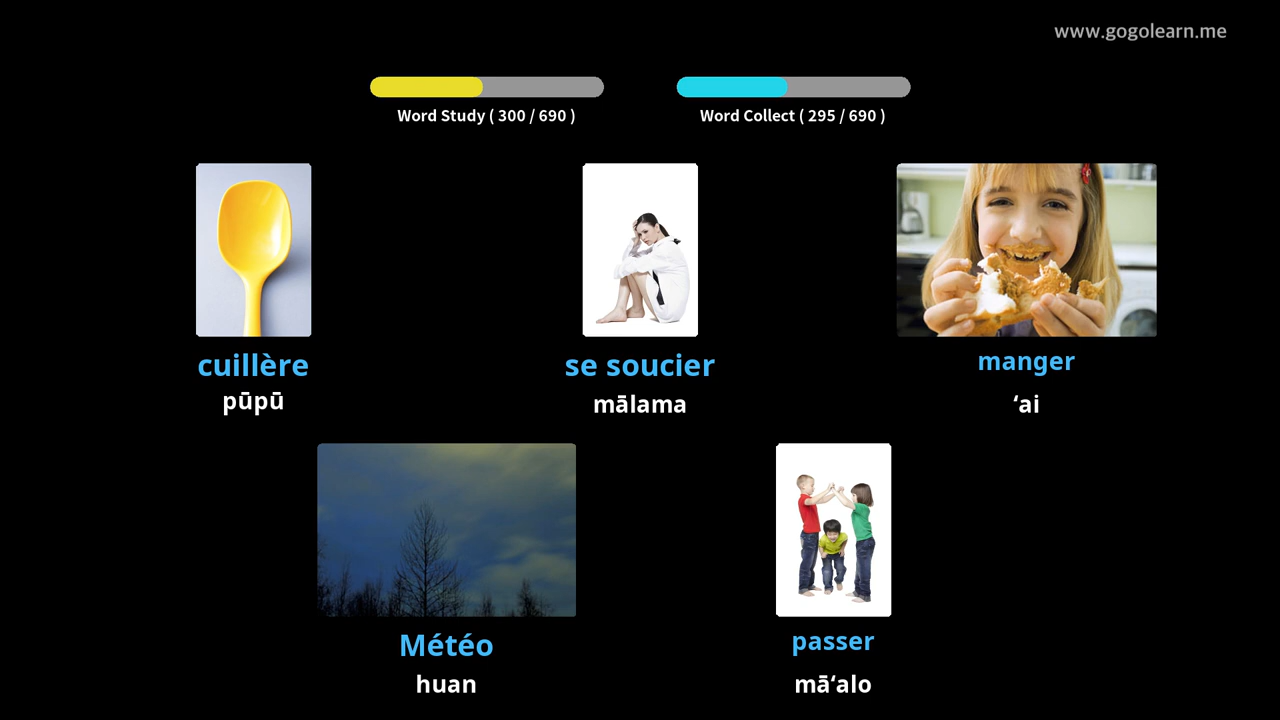 www.gogolearn.me
Word Study ( 300 / 690 )
Word Collect ( 295 / 690 )
cuillère
pūpū
se soucier
mālama
manger
ʻai
Météo
huan
passer
māʻalo